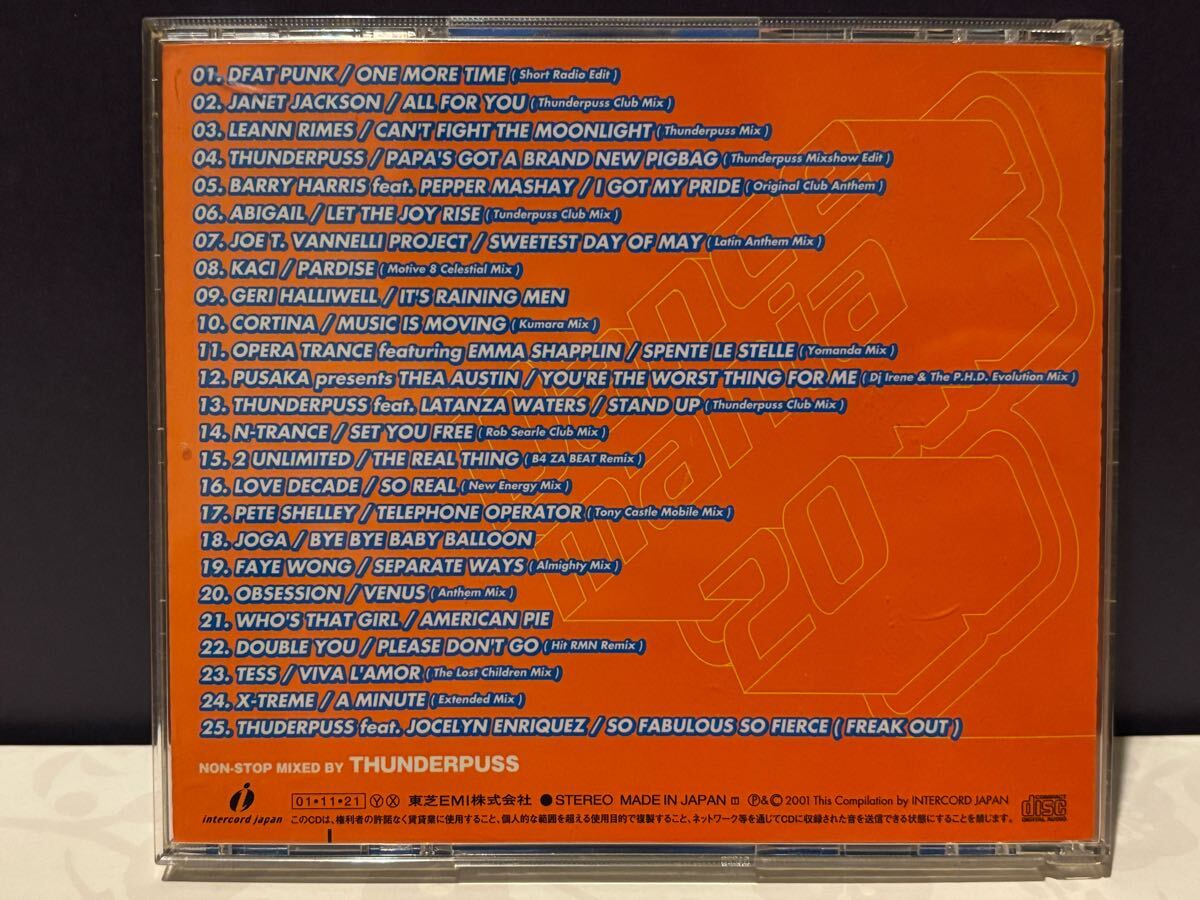 01. DFAT PUNK / ONE MORE TIME ( Short Radio Edit )
02. JANET JACKSON / ALL FOR YOU ( Thunderpuss Club Mix )
03. LEANN RIMES / CAN'T FIGHT THE MOONLIGHT ( Thunderpuss Mix )
04. THUNDERPUSS / PAPA'S GOT A BRAND NEW PIGBAG ( Thunderpuss Mixshow Edit )
05. BARRY HARRIS feat. PEPPER MASHAY / I GOT MY PRIDE ( Original Club Anthem )
06. ABIGAIL / LET THE JOY RISE ( Tunderpuss Club Mix )
07. JOE T. VANNELLI PROJECT / SWEETEST DAY OF MAY ( Latin Anthem Mix )
08. KACI / PARDISE ( Motive 8 Celestial Mix )
09. GERI HALLIWELL / IT'S RAINING MEN
10. CORTINA / MUSIC IS MOVING ( Kumara Mix )
11. OPERA TRANCE featuring EMMA SHAPPLIN / SPENTE LE STELLE ( Yomanda Mix )
12. PUSAKA presents THEA AUSTIN / YOU'RE THE WORST THING FOR ME ( Dj Irene & The P.H.D. Evolution Mix )
13. THUNDERPUSS feat. LATANZA WATERS / STAND UP ( Thunderpuss Club Mix )
14. N-TRANCE / SET YOU FREE ( Rob Searle Club Mix )
15. 2 UNLIMITED / THE REAL THING ( B4 ZA BEAT Remix )
16. LOVE DECADE / SO REAL ( New Energy Mix )
17. PETE SHELLEY / TELEPHONE OPERATOR ( Tony Castle Mobile Mix )
18. JOGA / BYE BYE BABY BALLOON
19. FAYE WONG / SEPARATE WAYS ( Almighty Mix )
20. OBSESSION / VENUS ( Anthem Mix )
21. WHO'S THAT GIRL / AMERICAN PIE
22. DOUBLE YOU / PLEASE DON'T GO ( Hit RMN Remix )
23. TESS / VIVA L'AMOR ( The Lost Children Mix )
24. X-TREME / A MINUTE ( Extended Mix )
25. THUDERPUSS feat. JOCELYN ENRIQUEZ / SO FABULOUS SO FIERCE ( FREAK OUT )
dance mania 20
NON-STOP MIXED BY THUNDERPUSS
intercord japan
01•11•21 Ⓨ Ⓧ 東芝EMI株式会社 ●STEREO MADE IN JAPAN ℗&© 2001 This Compilation by INTERCORD JAPAN
このCDは、権利者の許諾なく賃貸業に使用すること、個人的な範囲を超える使用目的で複製すること、ネットワーク等を通じてCDに収録された音を送信できる状態にすることを禁じます。
COMPACT disc DIGITAL AUDIO